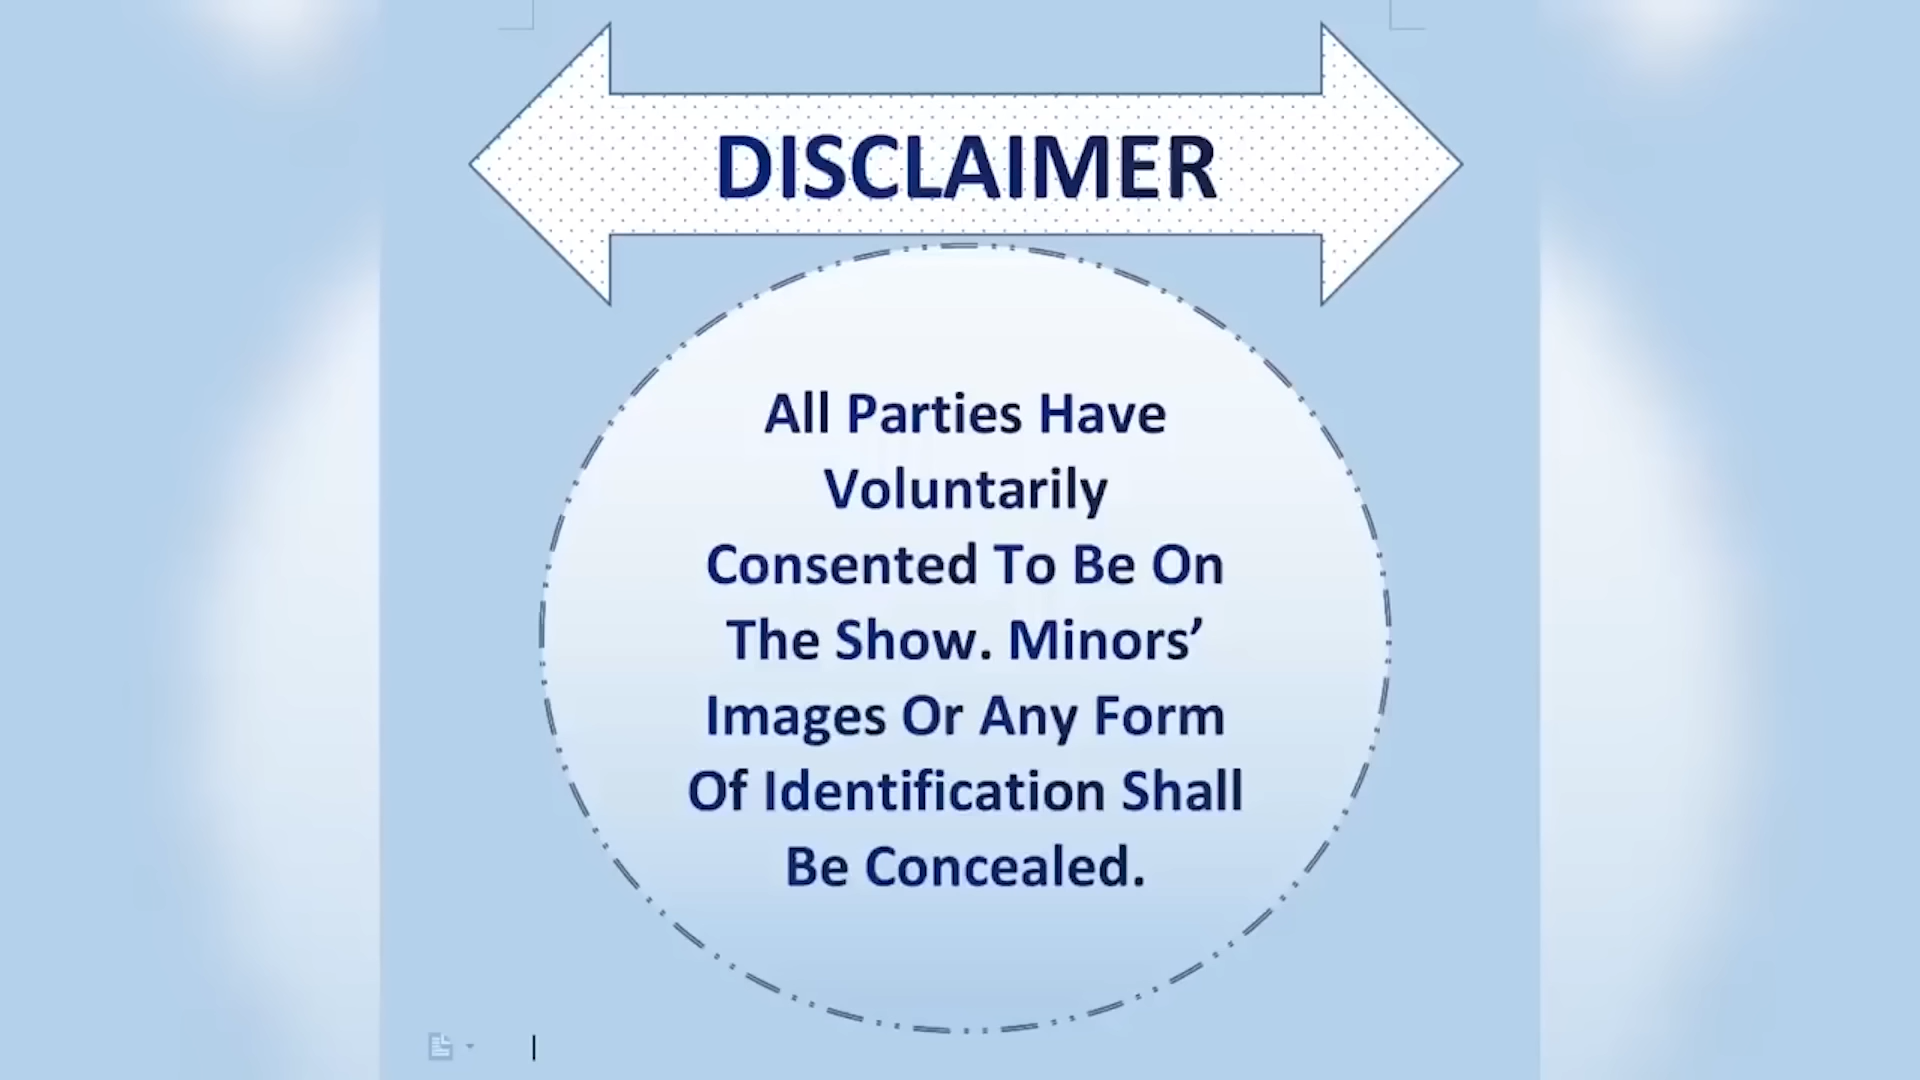 DISCLAIMER
All Parties Have
Voluntarily
Consented To Be On
The Show. Minors’
Images Or Any Form
Of Identification Shall
Be Concealed.